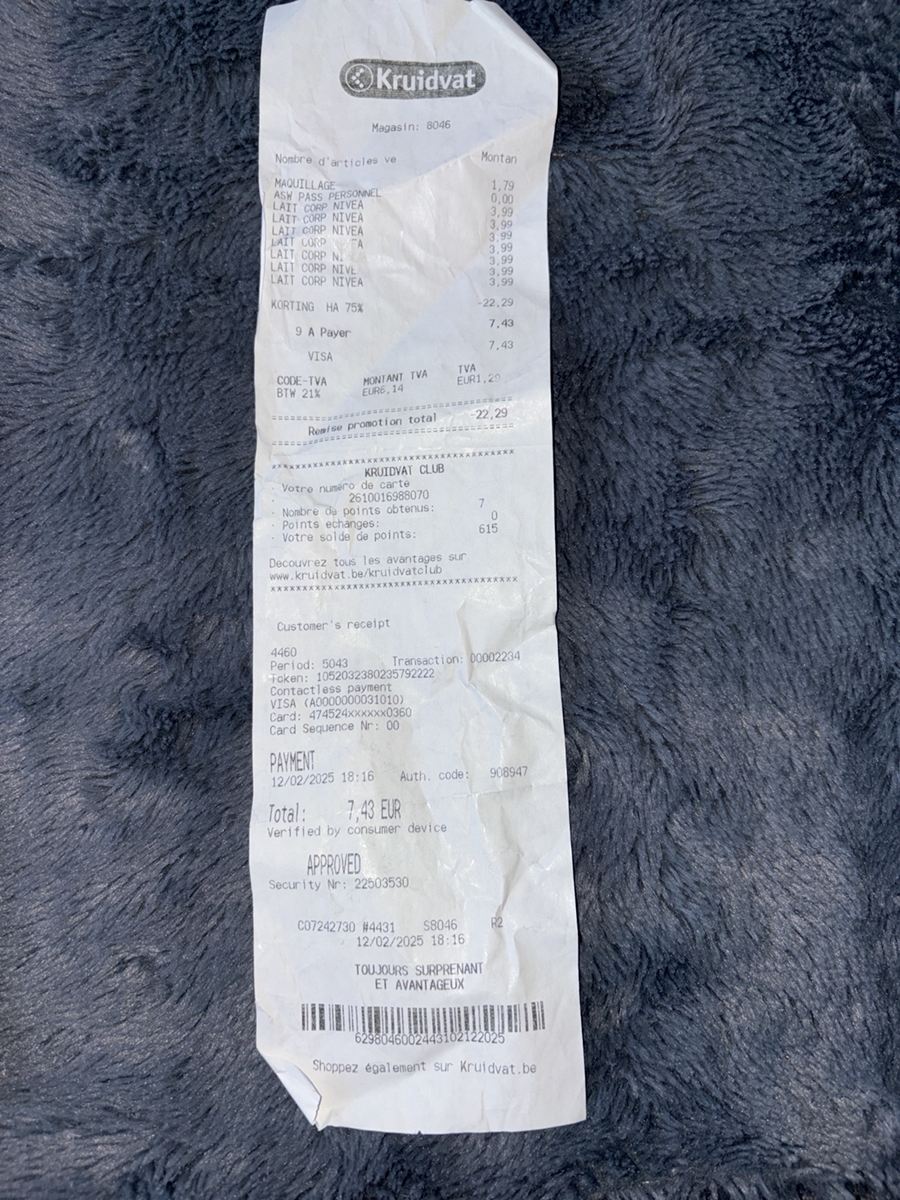 Kruidvat
Magasin: 8046
Nombre d'articles ve Montan
MAQUILLAGE 1,79
ASW PASS PERSONNEL 0,00
LAIT CORP NIVEA 3,99
LAIT CORP NIVEA 3,99
LAIT CORP NIVEA 3,99
LAIT CORP 3,99
LAIT CORP 3,99
LAIT CORP 3,99
LAIT CORP NIVEA 3,99
KORTING HA 75% -22,29
9 A Payer 7,43
VISA 7,43
CODE-TVA MONTANT TVA TVA
BTW 21% EUR6,14 EUR1,29
Remise promotion total -22,29
KRUIDVAT CLUB
· Votre numéro de carte
· 2610016988070
· Nombre de points obtenus: 7
· Points echanges: 0
· Votre solde de points: 615
Decouvrez tous les avantages sur
www.kruidvat.be/kruidvatclub
Customer's receipt
4460
Period: 5043 Transaction: 00002234
Token: 1052032380235792222
Contactless payment
VISA (A0000000031010)
Card: 474524xxxxxx0360
Card Sequence Nr: 00
PAYMENT
12/02/2025 18:16 Auth. code: 908947
Total: 7,43 EUR
Verified by consumer device
APPROVED
Security Nr: 22503530
C07242730 #4431 S8046 R2
12/02/2025 18:16
TOUJOURS SURPRENANT
ET AVANTAGEUX
6298046002443102122025
Shoppez également sur Kruidvat.be